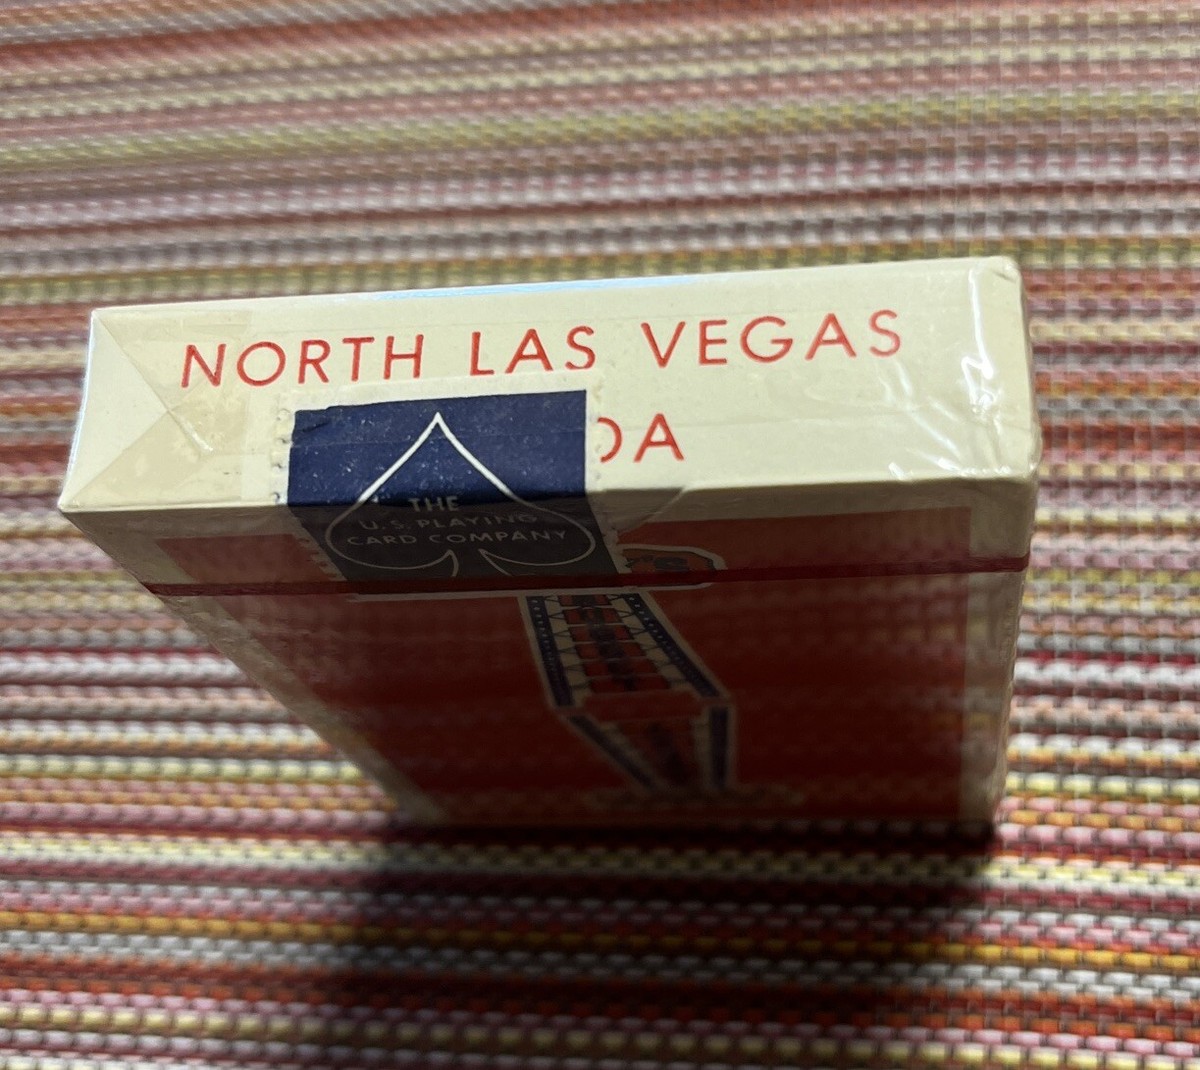 NORTH LAS VEGAS
DA
THE
U.S. PLAYING
CARD COMPANY